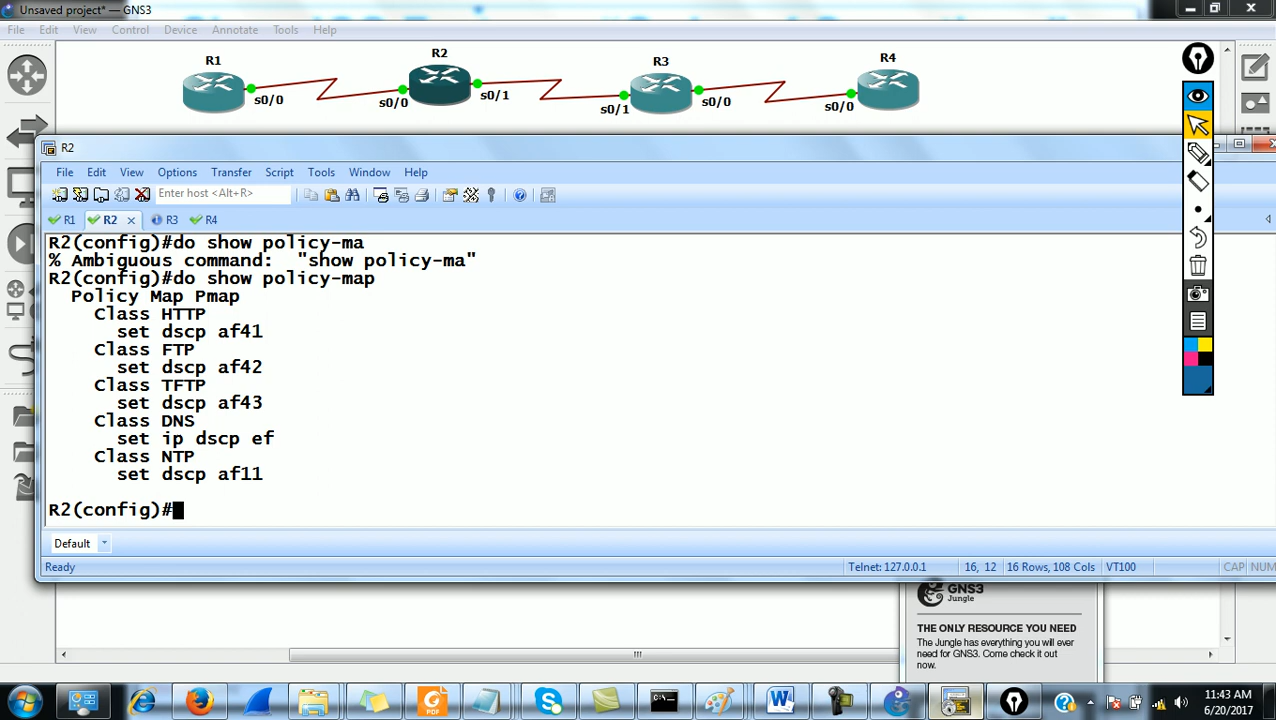 Unsaved project* — GNS3
File Edit View Control Device Annotate Tools Help
R1
R2
R3
R4
s0/0
s0/0
s0/1
s0/1
s0/0
s0/0
R2
File Edit View Options Transfer Script Tools Window Help
Enter host <Alt+R>
R1 R2 R3 R4
R2(config)#do show policy-ma
% Ambiguous command:  "show policy-ma"
R2(config)#do show policy-map
  Policy Map Pmap
    Class HTTP
      set dscp af41
    Class FTP
      set dscp af42
    Class TFTP
      set dscp af43
    Class DNS
      set ip dscp ef
    Class NTP
      set dscp af11
R2(config)#
Default
Ready Telnet: 127.0.0.1 16, 12 16 Rows, 108 Cols VT100 CAP NUM
GNS3
Jungle
THE ONLY RESOURCE YOU NEED
The Jungle has everything you will ever
need for GNS3. Come check it out
now.
PDF
11:43 AM
6/20/2017